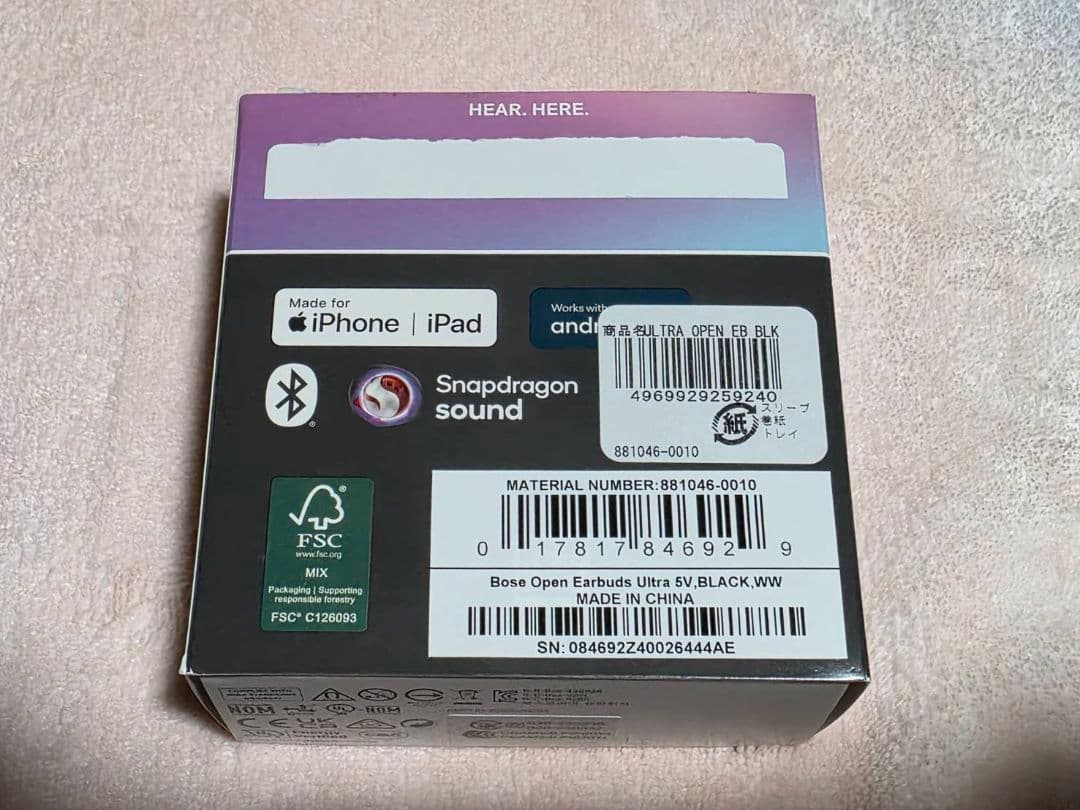 HEAR. HERE.
Made for
iPhone | iPad
Works with
andr
商品名ULTRA OPEN EB BLK
4969929259240
紙
スリーブ
巻紙
トレイ
881046-0010
Snapdragon
sound
MATERIAL NUMBER:881046-0010
0 17817 84692 9
Bose Open Earbuds Ultra 5V,BLACK,WW
MADE IN CHINA
SN: 084692Z40026444AE
FSC
www.fsc.org
MIX
Packaging | Supporting
responsible forestry
FSC® C126093
NOM
NOM
UK